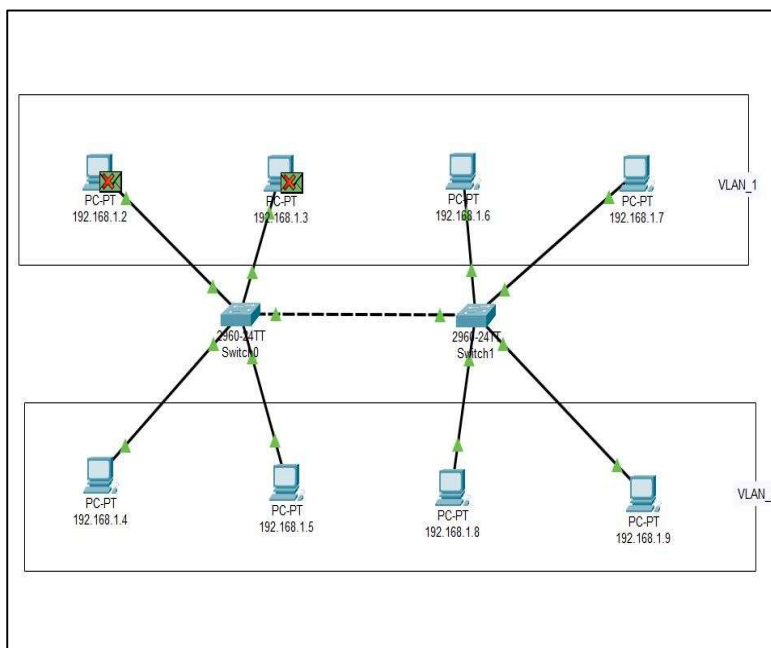 PC-PT
192.168.1.2
PC-PT
192.168.1.3
PC-PT
192.168.1.6
PC-PT
192.168.1.7
VLAN_1
2960-24TT
Switch0
2960-24TT
Switch1
PC-PT
192.168.1.4
PC-PT
192.168.1.5
PC-PT
192.168.1.8
PC-PT
192.168.1.9
VLAN_